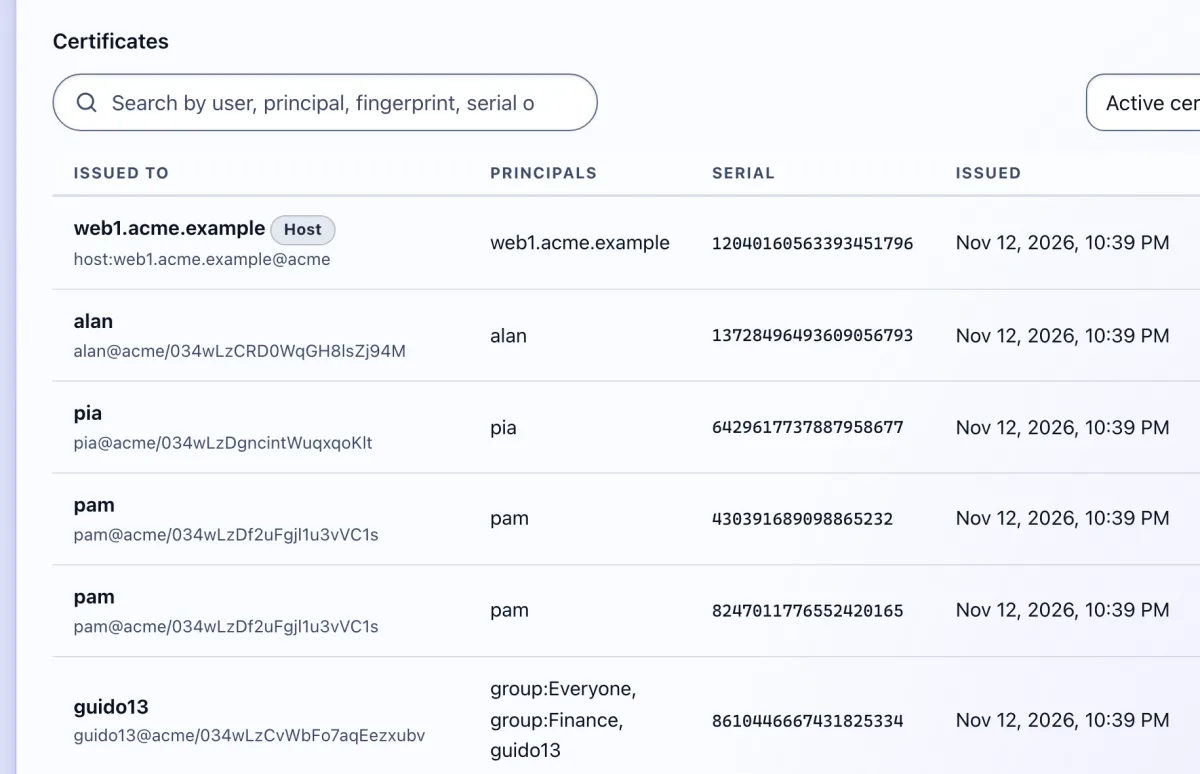 Certificates
Search by user, principal, fingerprint, serial o
Active cer
ISSUED TO PRINCIPALS SERIAL ISSUED
web1.acme.example Host
host:web1.acme.example@acme
web1.acme.example 12040160563393451796 Nov 12, 2026, 10:39 PM
alan
alan@acme/034wLzCRD0WqGH8lsZj94M
alan 13728496493609056793 Nov 12, 2026, 10:39 PM
pia
pia@acme/034wLzDgncintWuqxqoKlt
pia 6429617737887958677 Nov 12, 2026, 10:39 PM
pam
pam@acme/034wLzDf2uFgjl1u3vVC1s
pam 430391689098865232 Nov 12, 2026, 10:39 PM
pam
pam@acme/034wLzDf2uFgjl1u3vVC1s
pam 8247011776552420165 Nov 12, 2026, 10:39 PM
guido13
guido13@acme/034wLzCvWbFo7aqEezxubv
group:Everyone,
group:Finance,
guido13
8610446667431825334 Nov 12, 2026, 10:39 PM